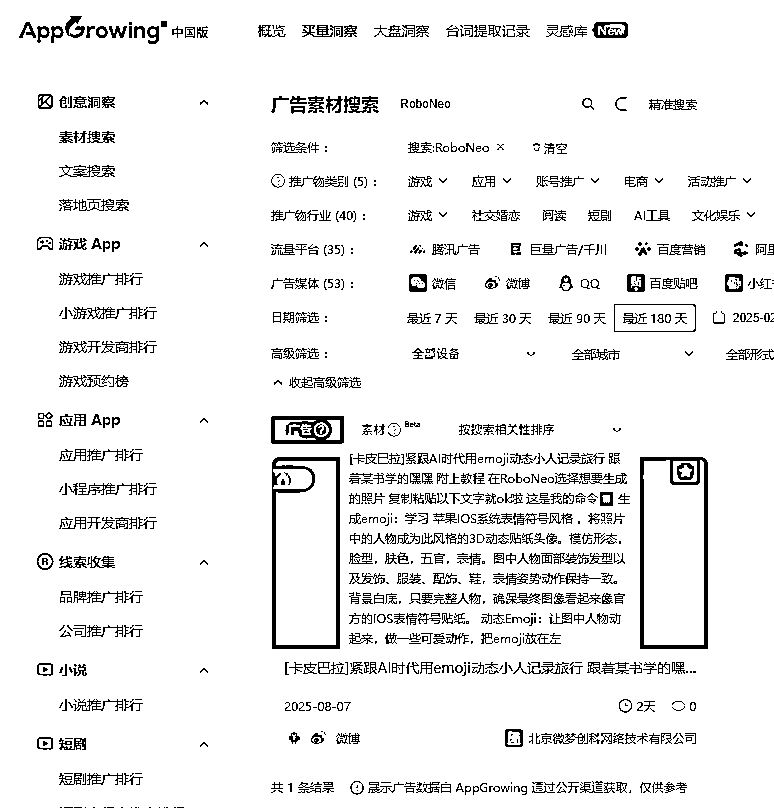 AppGrowing 中国版
概览 买量洞察 大盘洞察 台词提取记录 灵感库 New
创意洞察
素材搜索
文案搜索
落地页搜索
游戏 App
游戏推广排行
小游戏推广排行
游戏开发商排行
游戏预约榜
应用 App
应用推广排行
小程序推广排行
应用开发商排行
线索收集
品牌推广排行
公司推广排行
小说
小说推广排行
短剧
短剧推广排行
广告素材搜索 RoboNeo 精准搜索
筛选条件： 搜索:RoboNeo × 清空
推广物类别 (5)： 游戏 应用 账号推广 电商 活动推广
推广物行业 (40)： 游戏 社交婚恋 阅读 短剧 AI工具 文化娱乐
流量平台 (35)： 腾讯广告 巨量广告/千川 百度营销 阿里
广告媒体 (53)： 微信 微博 QQ 百度贴吧 小红
日期筛选： 最近 7 天 最近 30 天 最近 90 天 最近 180 天 2025-02
高级筛选： 全部设备 全部城市 全部形式
收起高级筛选
广告 素材 Beta 按搜索相关性排序
[卡皮巴拉]紧跟AI时代用emoji动态小人记录旅行 跟
着某书学的嘿嘿 附上教程 在RoboNeo选择想要生成
的照片 复制粘贴以下文字就ok啦 这是我的命令 生
成emoji：学习 苹果IOS系统表情符号风格 ，将照片
中的人物成为此风格的3D动态贴纸头像。模仿形态，
脸型，肤色，五官，表情。图中人物面部装饰发型以
及发饰、服装、配饰、鞋，表情姿势动作保持一致。
背景白底，只要完整人物，确保最终图像看起来像官
方的IOS表情符号贴纸。 动态Emoji：让图中人物动
起来，做一些可爱动作，把emoji放在左
[卡皮巴拉]紧跟AI时代用emoji动态小人记录旅行 跟着某书学的嘿...
2025-08-07 2天 0
微博 北京微梦创科网络技术有限公司
共 1 条结果 展示广告数据自 AppGrowing 通过公开渠道获取，仅供参考